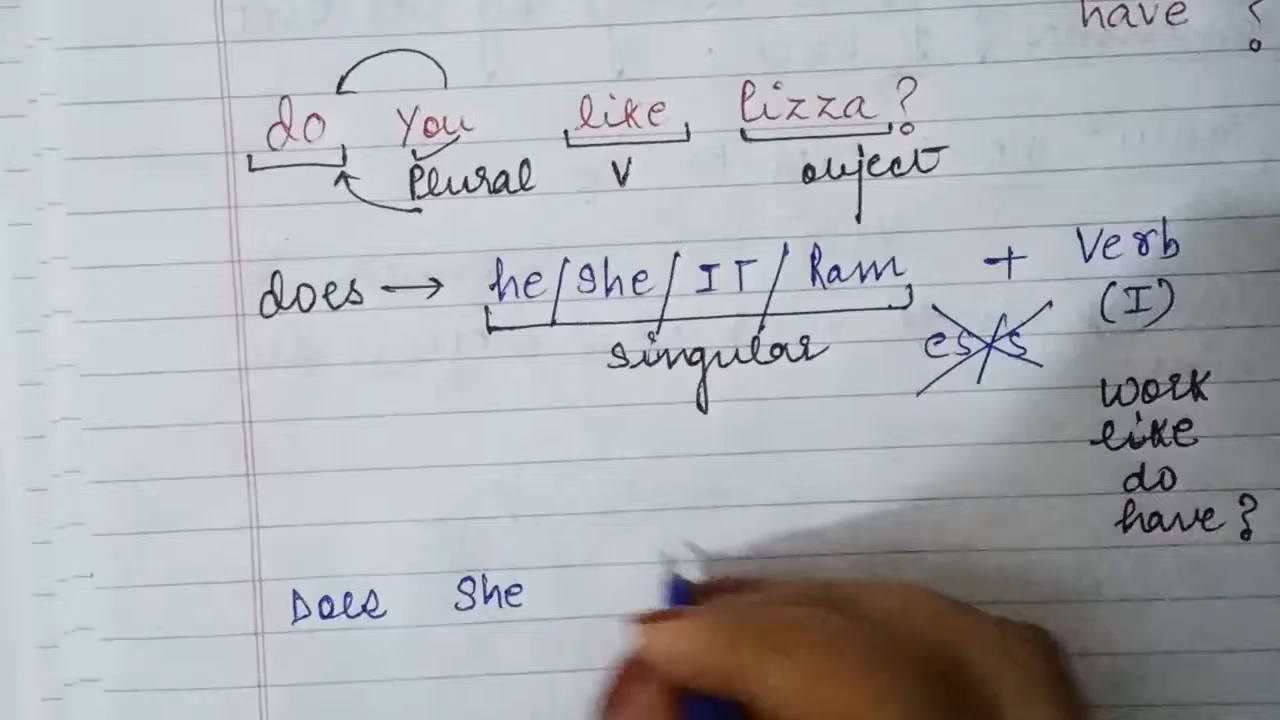 have ?
do You like Pizza?
Plural V object
does → he/She/IT/Ram + Verb
(I)
singular es/s
work
like
do
have?
Does She